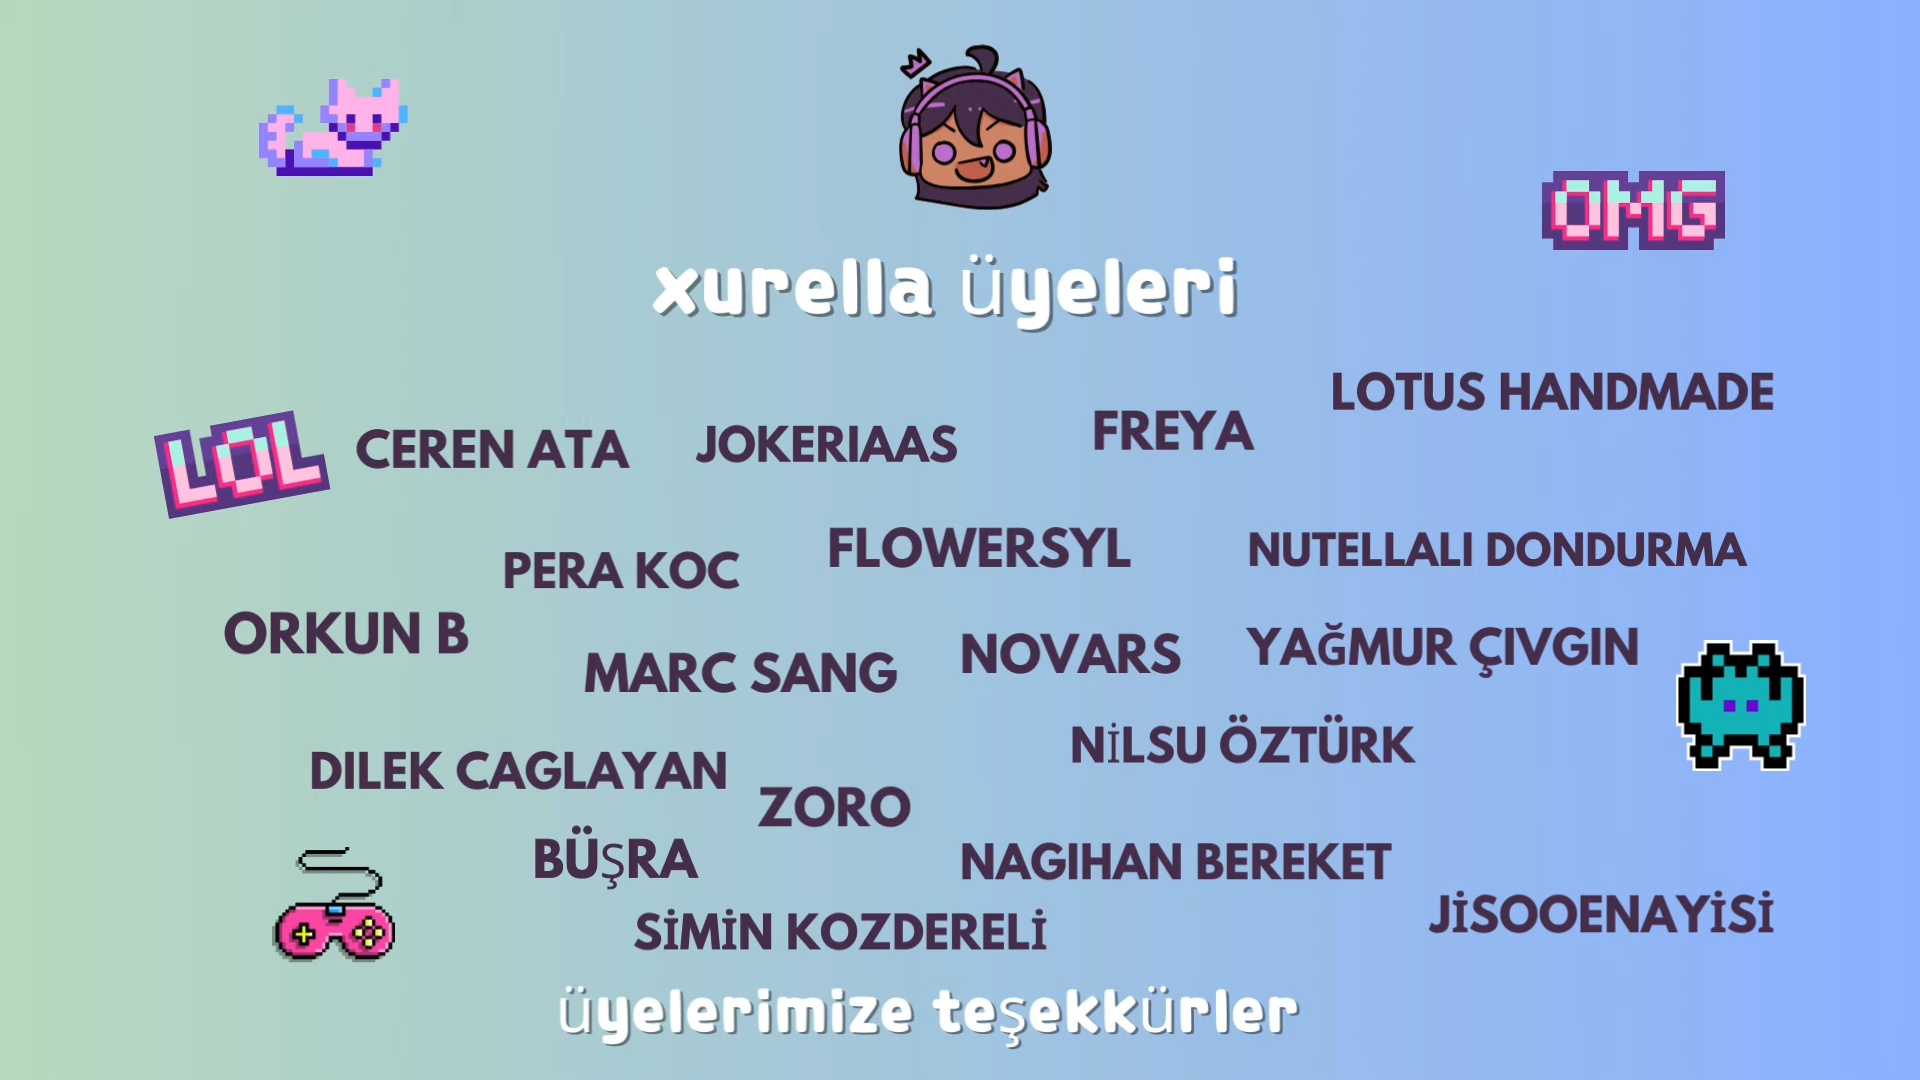 OMG
xurella üyeleri
LOTUS HANDMADE
LOL
CEREN ATA
JOKERIAAS
FREYA
PERA KOC
FLOWERSYL
NUTELLALI DONDURMA
ORKUN B
MARC SANG
NOVARS
YAĞMUR ÇIVGIN
NİLSU ÖZTÜRK
DILEK CAGLAYAN
ZORO
BÜŞRA
NAGIHAN BEREKET
JİSOOENAYİSİ
SİMİN KOZDERELİ
üyelerimize teşekkürler